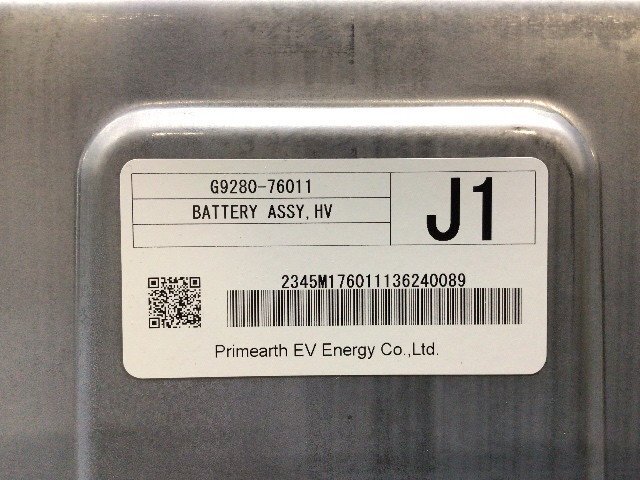 G9280-76011
BATTERY ASSY,HV
J1
2345M176011136240089
Primearth EV Energy Co.,Ltd.